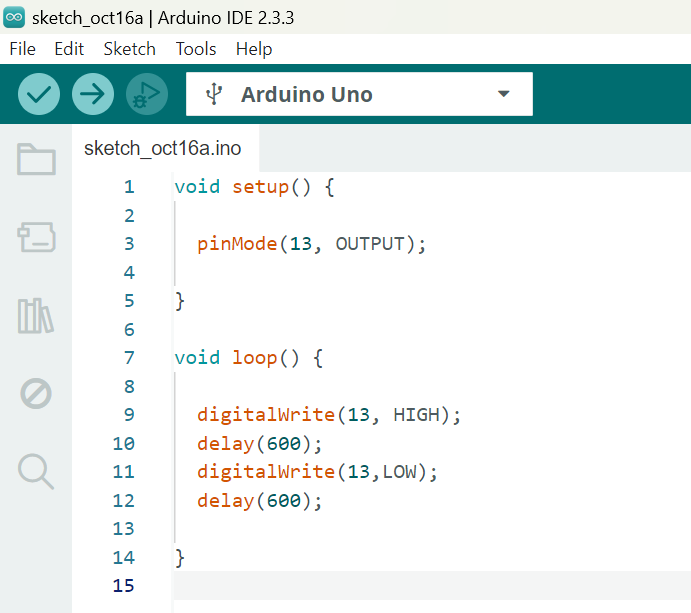 sketch_oct16a | Arduino IDE 2.3.3
File Edit Sketch Tools Help
Arduino Uno
sketch_oct16a.ino
1 void setup() {
2
3 pinMode(13, OUTPUT);
4
5 }
6
7 void loop() {
8
9 digitalWrite(13, HIGH);
10 delay(600);
11 digitalWrite(13,LOW);
12 delay(600);
13
14 }
15